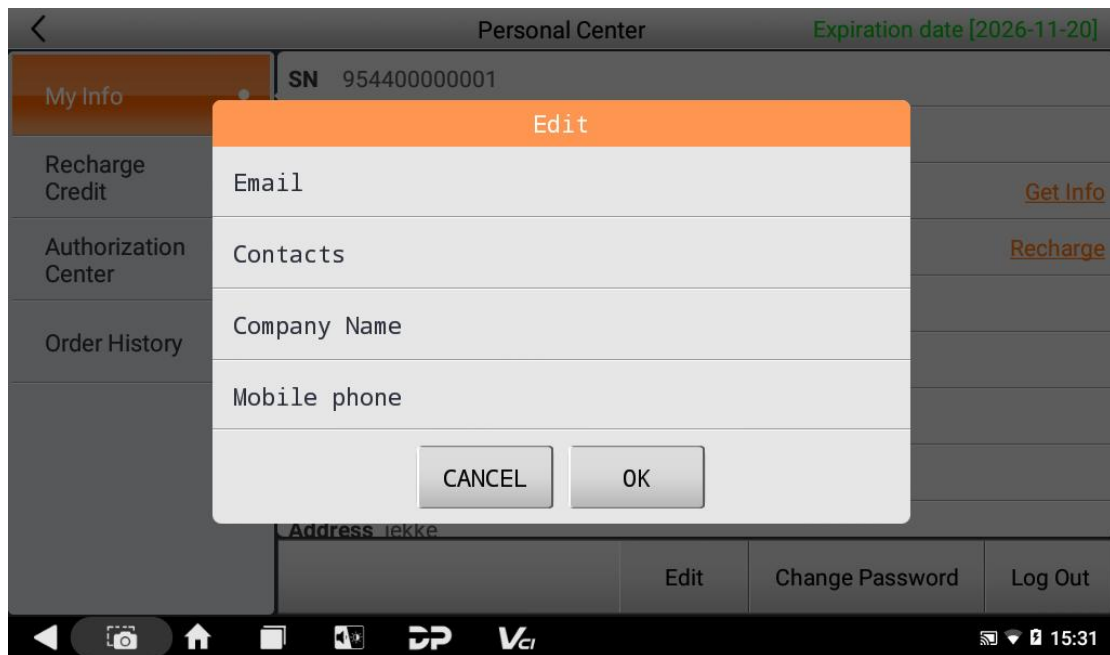 Personal Center
Expiration date [2026-11-20]
My Info
SN 954400000001
Edit
Recharge
Credit
Email
Get Info
Authorization
Center
Contacts
Recharge
Company Name
Order History
Mobile phone
CANCEL
OK
Address jekke
Edit
Change Password
Log Out
DP
VCI
15:31